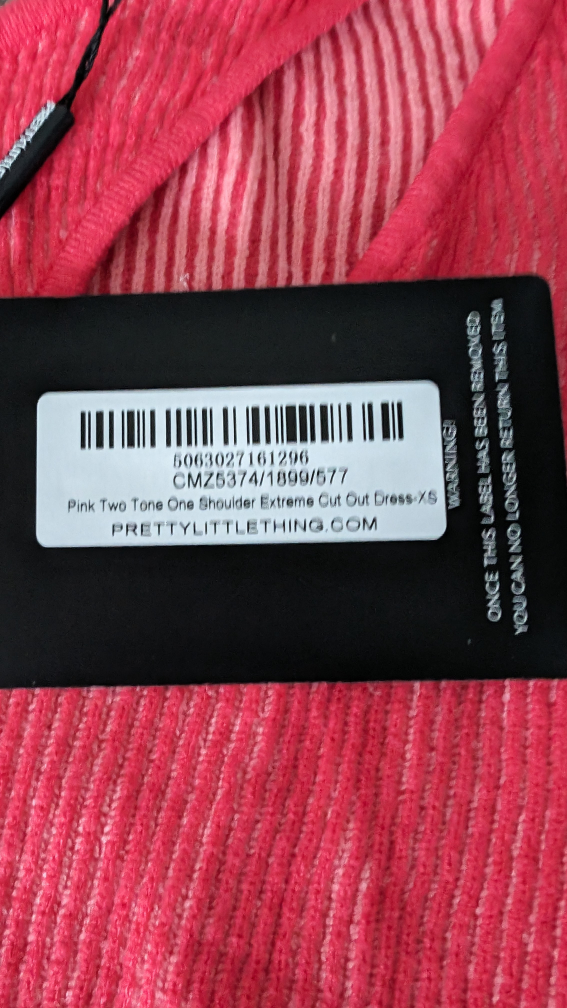 5063027161296
CMZ5374/1899/577
Pink Two Tone One Shoulder Extreme Cut Out Dress-XS
PRETTYLITTLETHING.COM
WARNING!
ONCE THIS LABEL HAS BEEN REMOVED
YOU CAN NO LONGER RETURN THIS ITEM